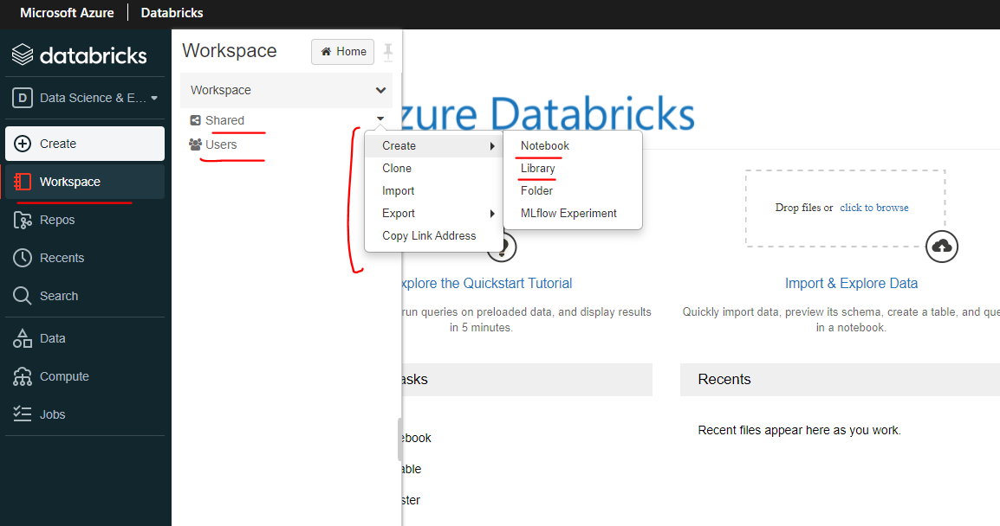 Microsoft Azure | Databricks
databricks
D Data Science & E...
Create
Workspace
Repos
Recents
Search
Data
Compute
Jobs
Workspace
Home
Workspace
Shared
Users
Create
Clone
Import
Export
Copy Link Address
Notebook
Library
Folder
MLflow Experiment
zure Databricks
Drop files or click to browse
xplore the Quickstart Tutorial
run queries on preloaded data, and display results
in 5 minutes.
Import & Explore Data
Quickly import data, preview its schema, create a table, and que
in a notebook.
asks
ebook
able
ster
Recents
Recent files appear here as you work.